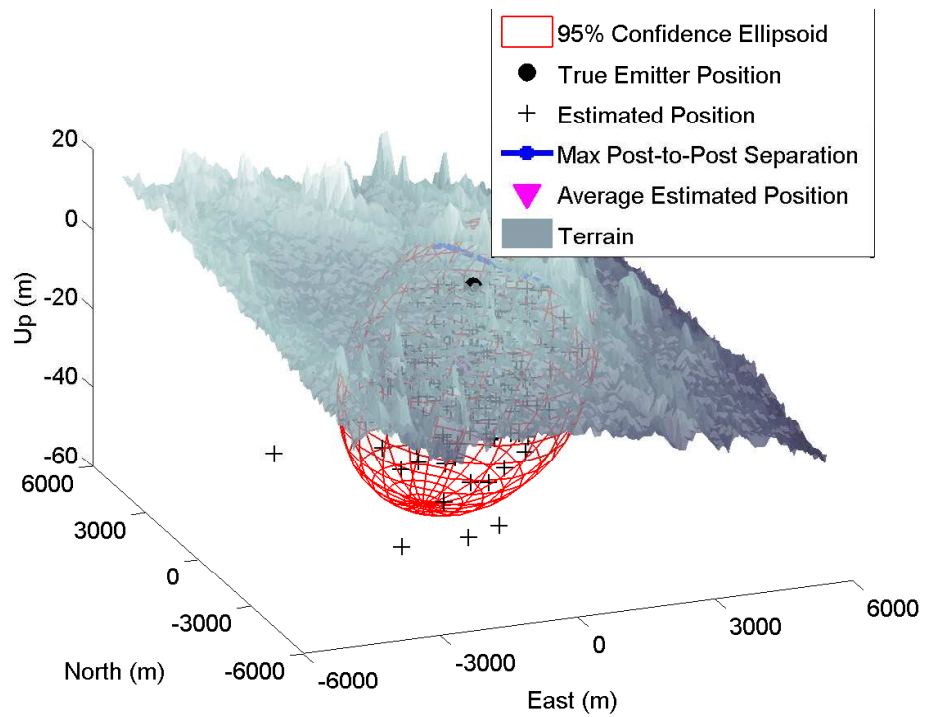 95% Confidence Ellipsoid
True Emitter Position
Estimated Position
Max Post-to-Post Separation
Average Estimated Position
Terrain
20
0
-20
-40
-60
Up (m)
6000
3000
0
-3000
-6000
North (m)
-6000
-3000
0
3000
6000
East (m)